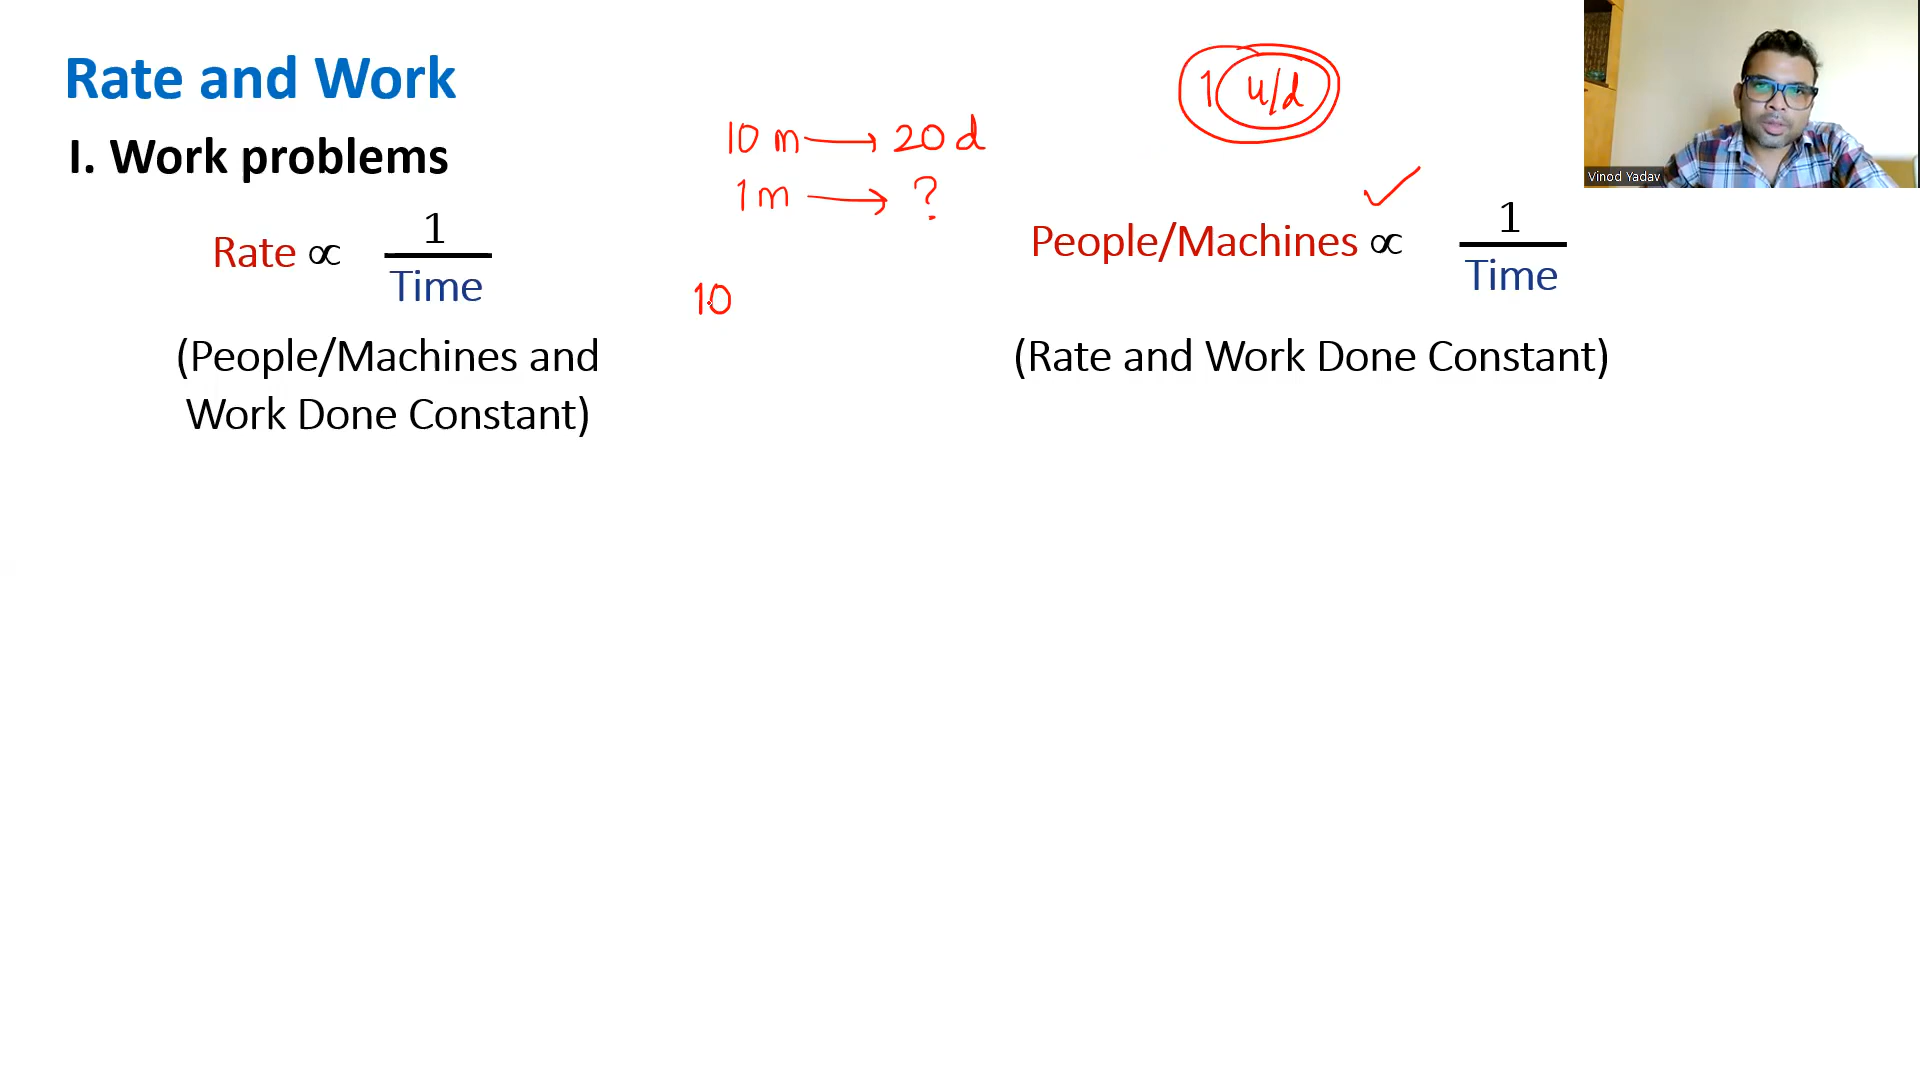 Rate and Work
I. Work problems
Rate ∝ 1
Time
(People/Machines and
Work Done Constant)
10 m → 20 d
1 m → ?
10
1 u/d
People/Machines ∝ 1
Time
(Rate and Work Done Constant)
Vinod Yadav